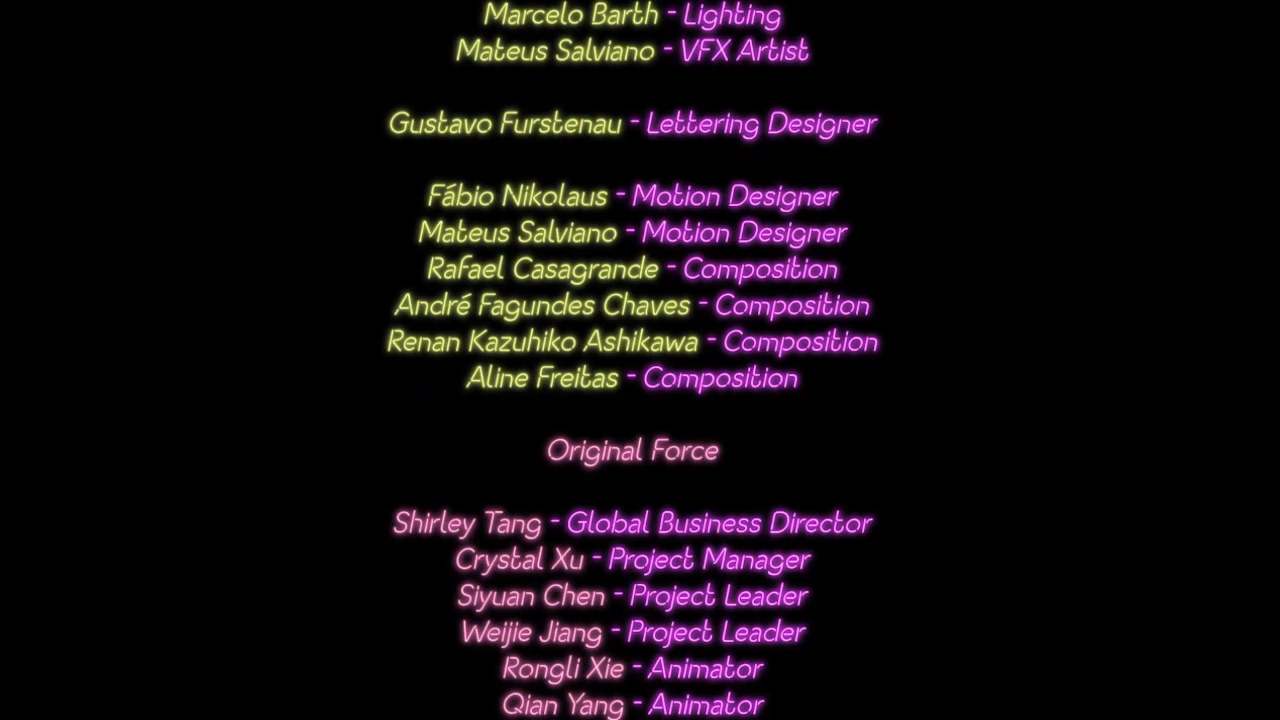 Marcelo Barth - Lighting
Mateus Salviano - VFX Artist
Gustavo Furstenau - Lettering Designer
Fábio Nikolaus - Motion Designer
Mateus Salviano - Motion Designer
Rafael Casagrande - Composition
André Fagundes Chaves - Composition
Renan Kazuhiko Ashikawa - Composition
Aline Freitas - Composition
Original Force
Shirley Tang - Global Business Director
Crystal Xu - Project Manager
Siyuan Chen - Project Leader
Weijie Jiang - Project Leader
Rongli Xie - Animator
Qian Yang - Animator